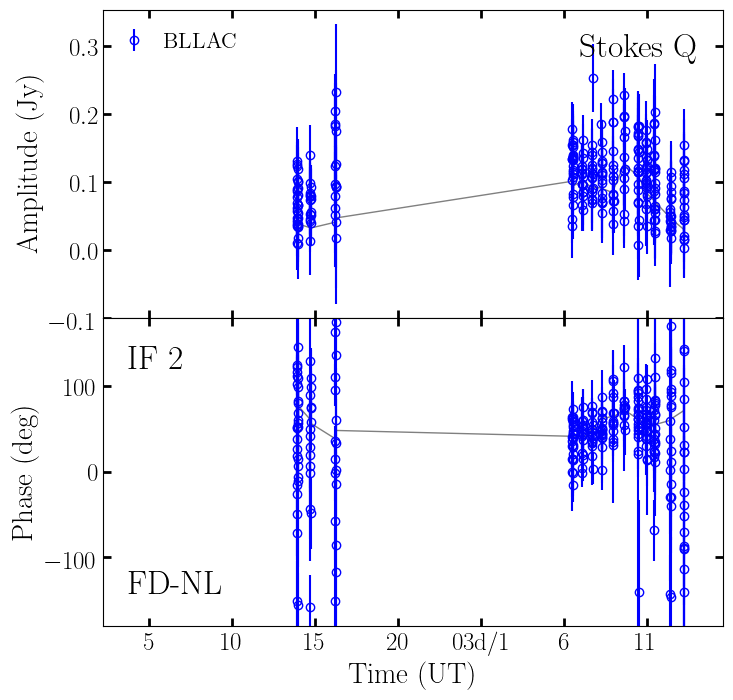 BLLAC
Stokes Q
0.3
0.2
0.1
0.0
−0.1
Amplitude (Jy)
IF 2
100
0
−100
Phase (deg)
FD-NL
5 10 15 20 03d/1 6 11
Time (UT)